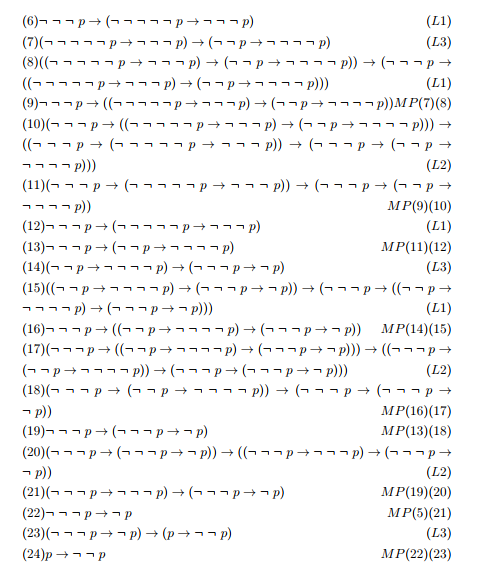 (6)¬ ¬ ¬ p → (¬ ¬ ¬ ¬ ¬ p → ¬ ¬ ¬ p) (L1)
(7)(¬ ¬ ¬ ¬ ¬ p → ¬ ¬ ¬ p) → (¬ ¬ p → ¬ ¬ ¬ ¬ p) (L3)
(8)((¬ ¬ ¬ ¬ ¬ p → ¬ ¬ ¬ p) → (¬ ¬ p → ¬ ¬ ¬ ¬ p)) → (¬ ¬ ¬ p →
((¬ ¬ ¬ ¬ ¬ p → ¬ ¬ ¬ p) → (¬ ¬ p → ¬ ¬ ¬ ¬ p))) (L1)
(9)¬ ¬ ¬ p → ((¬ ¬ ¬ ¬ ¬ p → ¬ ¬ ¬ p) → (¬ ¬ p → ¬ ¬ ¬ ¬ p))MP(7)(8)
(10)(¬ ¬ ¬ p → ((¬ ¬ ¬ ¬ ¬ p → ¬ ¬ ¬ p) → (¬ ¬ p → ¬ ¬ ¬ ¬ p))) →
((¬ ¬ ¬ p → (¬ ¬ ¬ ¬ ¬ p → ¬ ¬ ¬ p)) → (¬ ¬ ¬ p → (¬ ¬ p →
¬ ¬ ¬ ¬ p))) (L2)
(11)(¬ ¬ ¬ p → (¬ ¬ ¬ ¬ ¬ p → ¬ ¬ ¬ p)) → (¬ ¬ ¬ p → (¬ ¬ p →
¬ ¬ ¬ ¬ p)) MP(9)(10)
(12)¬ ¬ ¬ p → (¬ ¬ ¬ ¬ ¬ p → ¬ ¬ ¬ p) (L1)
(13)¬ ¬ ¬ p → (¬ ¬ p → ¬ ¬ ¬ ¬ p) MP(11)(12)
(14)(¬ ¬ p → ¬ ¬ ¬ ¬ p) → (¬ ¬ ¬ p → ¬ p) (L3)
(15)((¬ ¬ p → ¬ ¬ ¬ ¬ p) → (¬ ¬ ¬ p → ¬ p)) → (¬ ¬ ¬ p → ((¬ ¬ p →
¬ ¬ ¬ ¬ p) → (¬ ¬ ¬ p → ¬ p))) (L1)
(16)¬ ¬ ¬ p → ((¬ ¬ p → ¬ ¬ ¬ ¬ p) → (¬ ¬ ¬ p → ¬ p)) MP(14)(15)
(17)(¬ ¬ ¬ p → ((¬ ¬ p → ¬ ¬ ¬ ¬ p) → (¬ ¬ ¬ p → ¬ p))) → ((¬ ¬ ¬ p →
(¬ ¬ p → ¬ ¬ ¬ ¬ p)) → (¬ ¬ ¬ p → (¬ ¬ ¬ p → ¬ p))) (L2)
(18)(¬ ¬ ¬ p → (¬ ¬ p → ¬ ¬ ¬ ¬ p)) → (¬ ¬ ¬ p → (¬ ¬ ¬ p →
¬ p)) MP(16)(17)
(19)¬ ¬ ¬ p → (¬ ¬ ¬ p → ¬ p) MP(13)(18)
(20)(¬ ¬ ¬ p → (¬ ¬ ¬ p → ¬ p)) → ((¬ ¬ ¬ p → ¬ ¬ ¬ p) → (¬ ¬ ¬ p →
¬ p)) (L2)
(21)(¬ ¬ ¬ p → ¬ ¬ ¬ p) → (¬ ¬ ¬ p → ¬ p) MP(19)(20)
(22)¬ ¬ ¬ p → ¬ p MP(5)(21)
(23)(¬ ¬ ¬ p → ¬ p) → (p → ¬ ¬ p) (L3)
(24)p → ¬ ¬ p MP(22)(23)